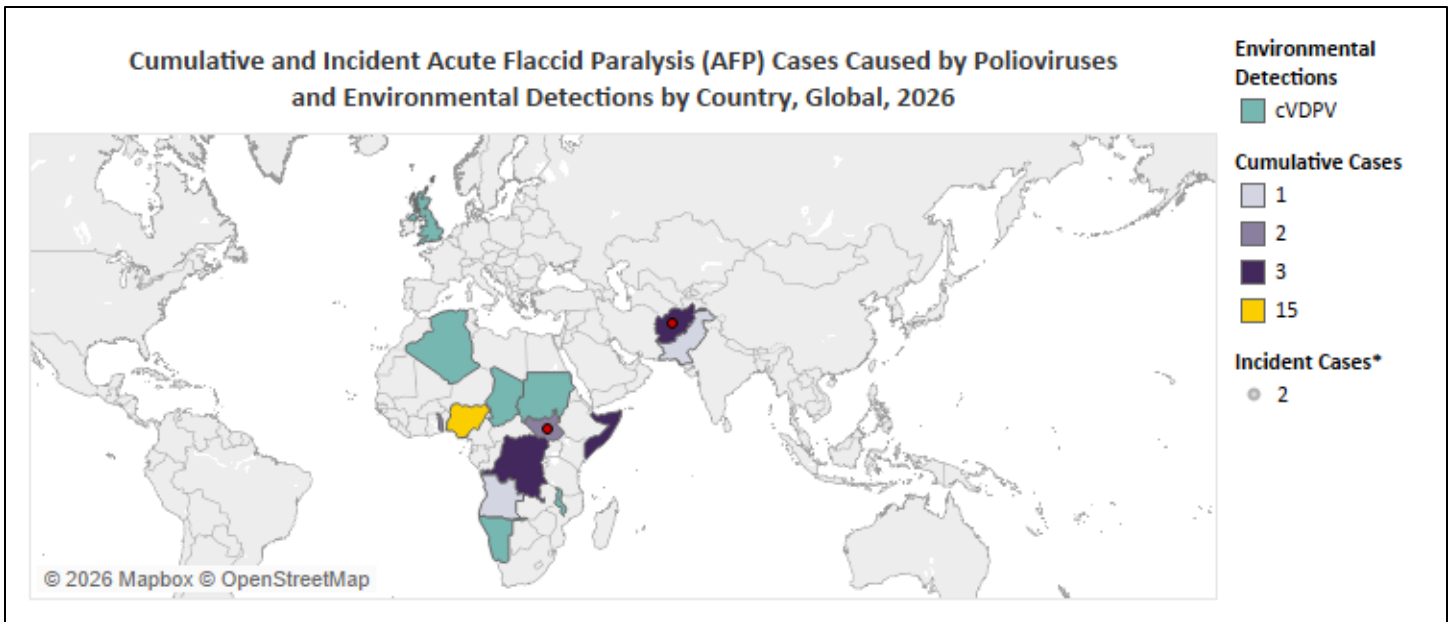 Cumulative and Incident Acute Flaccid Paralysis (AFP) Cases Caused by Polioviruses
and Environmental Detections by Country, Global, 2026
Environmental
Detections
cVDPV
Cumulative Cases
1
2
3
15
Incident Cases*
2
© 2026 Mapbox © OpenStreetMap